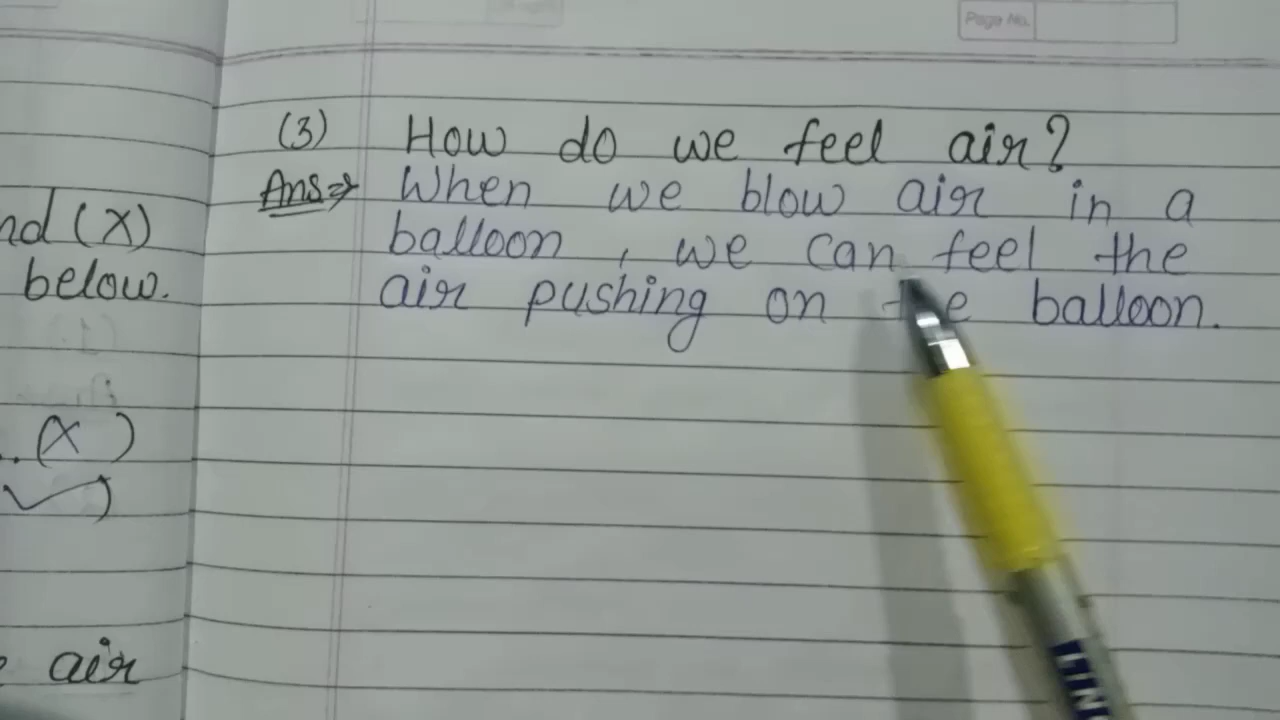 Page No.
(3) How do we feel air?
Ans⇒ When we blow air in a
balloon, we can feel the
air pushing on the balloon.
(X)
below.
(X)
air